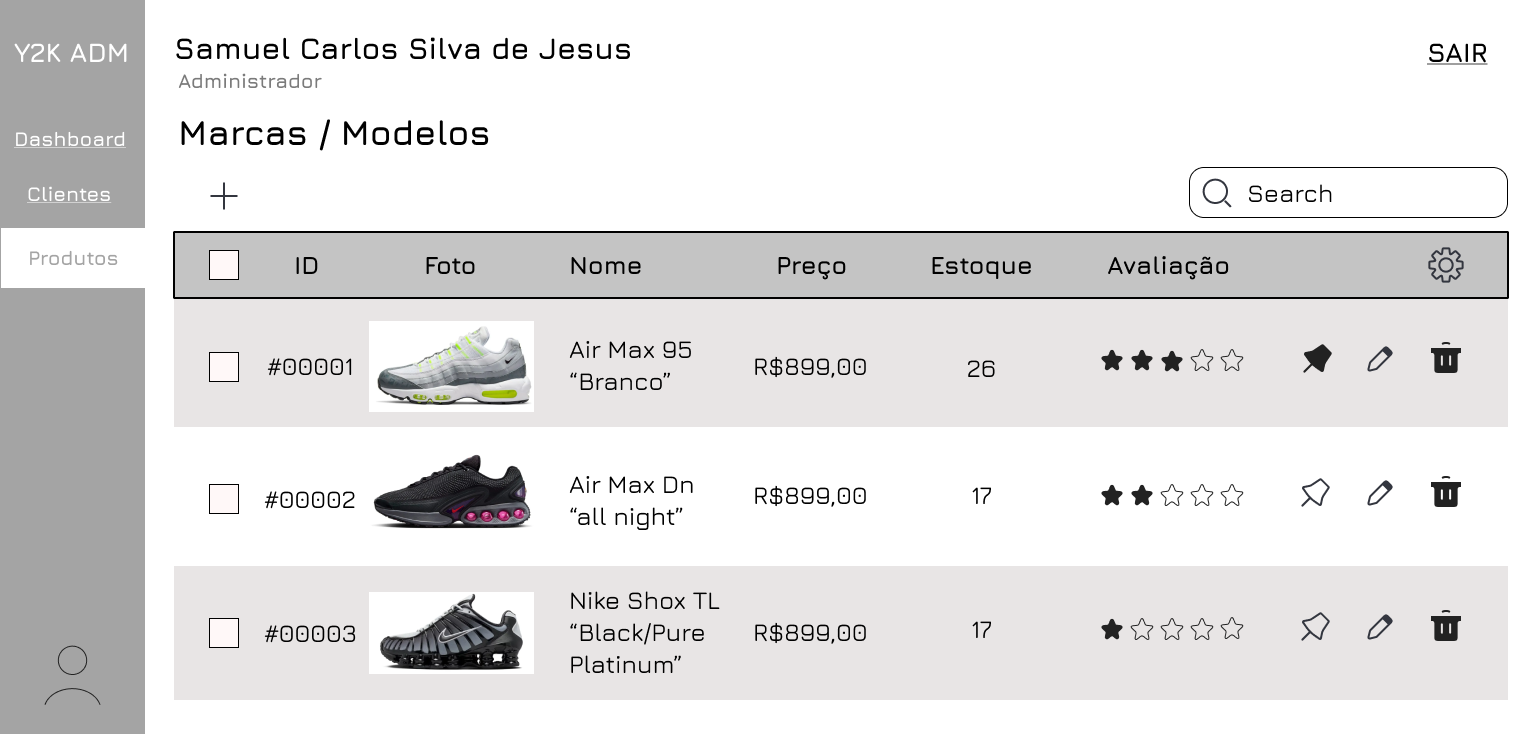 Y2K ADM
Samuel Carlos Silva de Jesus
SAIR
Administrador
Dashboard
Clientes
Produtos
Marcas / Modelos
Search
ID Foto Nome Preço Estoque Avaliação
#00001 Air Max 95 R$899,00 26
“Branco”
#00002 Air Max Dn R$899,00 17
“all night”
#00003 Nike Shox TL R$899,00 17
“Black/Pure
Platinum”